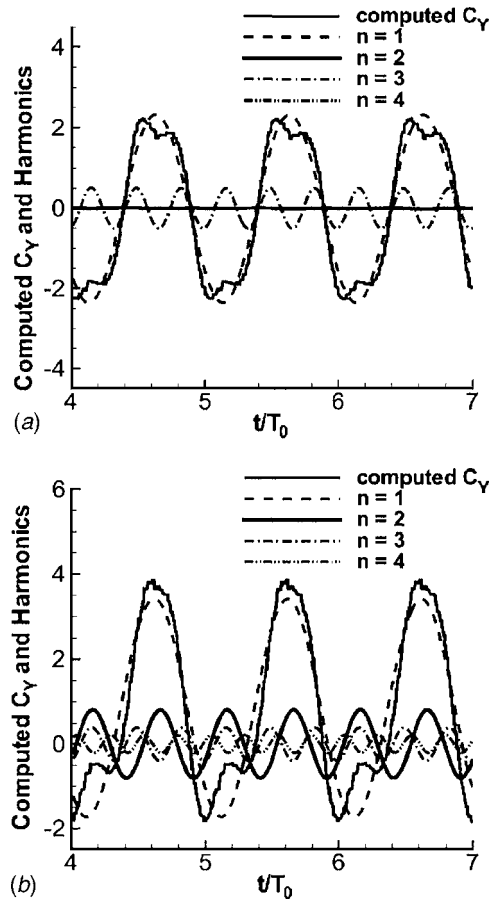 computed C_Y
n = 1
n = 2
n = 3
n = 4
Computed C_Y and Harmonics
4
2
0
-2
-4
4 5 6 7
t/T_0
(a)
computed C_Y
n = 1
n = 2
n = 3
n = 4
Computed C_Y and Harmonics
6
4
2
0
-2
4 5 6 7
t/T_0
(b)